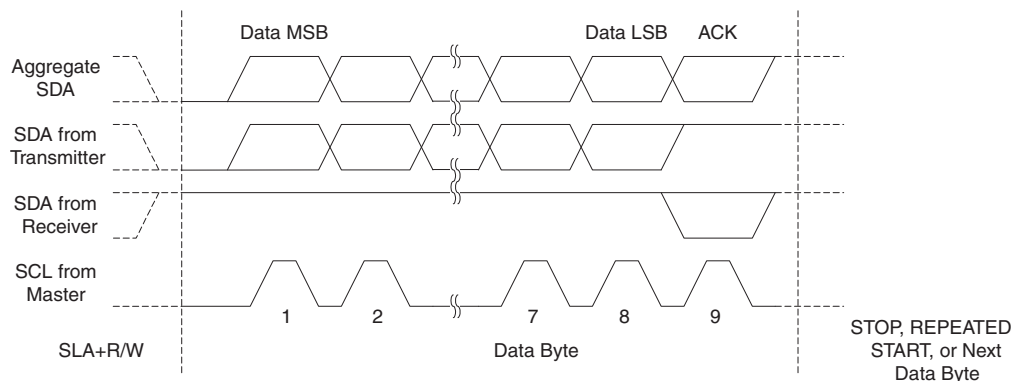 Data MSB
Data LSB
ACK
Aggregate
SDA
SDA from
Transmitter
SDA from
Receiver
SCL from
Master
1
2
7
8
9
SLA+R/W
Data Byte
STOP, REPEATED
START, or Next
Data Byte